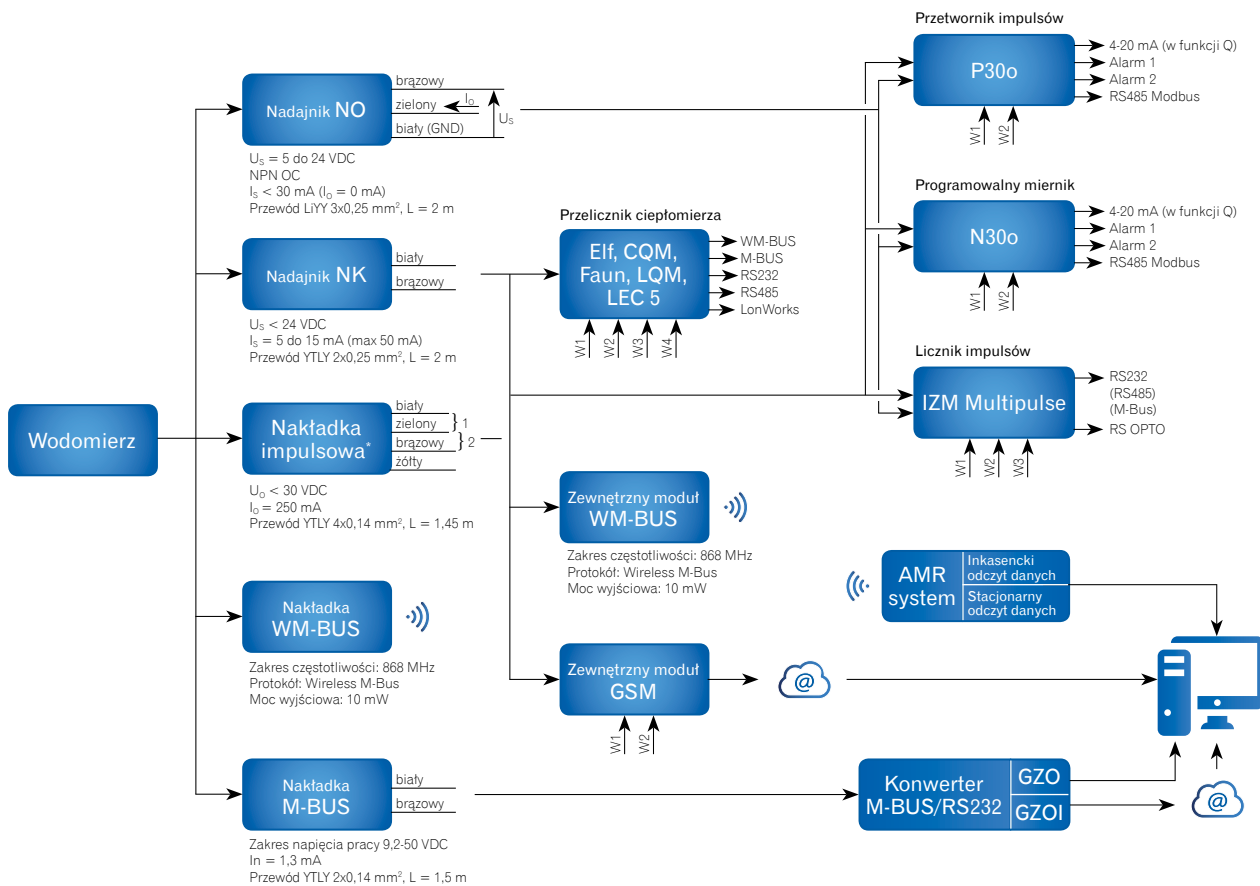 Wodomierz
Nadajnik NO
brązowy
zielony
I₀
biały (GND)
Uₛ
Uₛ = 5 do 24 VDC
NPN OC
Iₛ < 30 mA (I₀ = 0 mA)
Przewód LiYY 3x0,25 mm², L = 2 m
Nadajnik NK
biały
brązowy
Uₛ < 24 VDC
Iₛ = 5 do 15 mA (max 50 mA)
Przewód YTLY 2x0,25 mm², L = 2 m
Nakładka
impulsowa*
biały
zielony
} 1
brązowy
} 2
żółty
U₀ < 30 VDC
I₀ = 250 mA
Przewód YTLY 4x0,14 mm², L = 1,45 m
Nakładka
WM-BUS
Zakres częstotliwości: 868 MHz
Protokół: Wireless M-Bus
Moc wyjściowa: 10 mW
Nakładka
M-BUS
biały
brązowy
Zakres napięcia pracy 9,2-50 VDC
In = 1,3 mA
Przewód YTLY 2x0,14 mm², L = 1,5 m
Przelicznik ciepłomierza
Elf, CQM,
Faun, LQM,
LEC 5
WM-BUS
M-BUS
RS232
RS485
LonWorks
W1
W2
W3
W4
Zewnętrzny moduł
WM-BUS
Zakres częstotliwości: 868 MHz
Protokół: Wireless M-Bus
Moc wyjściowa: 10 mW
Zewnętrzny moduł
GSM
W1
W2
@
Przetwornik impulsów
P30o
4-20 mA (w funkcji Q)
Alarm 1
Alarm 2
RS485 Modbus
W1
W2
Programowalny miernik
N30o
4-20 mA (w funkcji Q)
Alarm 1
Alarm 2
RS485 Modbus
W1
W2
Licznik impulsów
IZM Multipulse
RS232
(RS485)
(M-Bus)
RS OPTO
W1
W2
W3
AMR
system
Inkasencki
odczyt danych
Stacjonarny
odczyt danych
Konwerter
M-BUS/RS232
GZO
GZOI
@